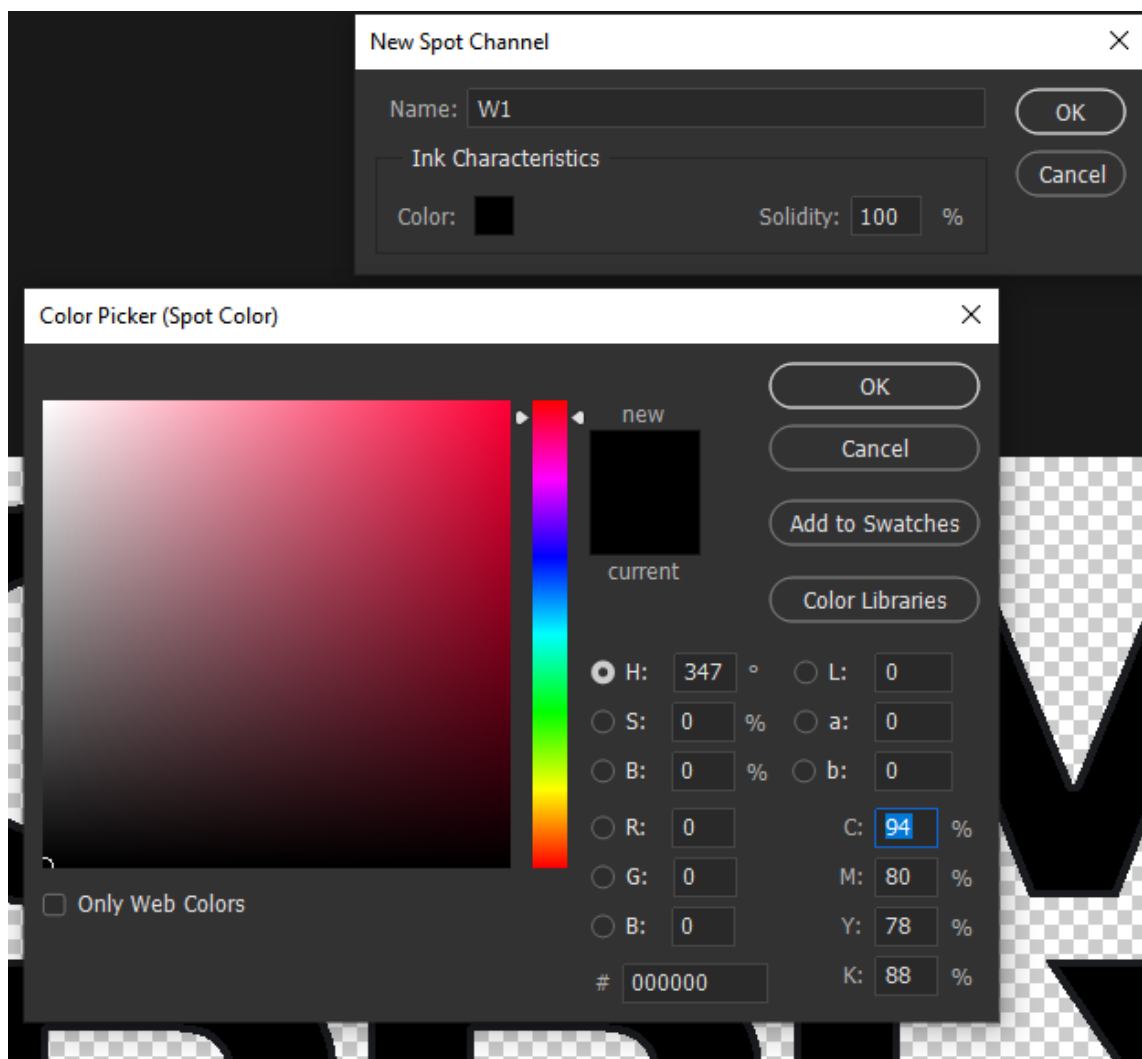 New Spot Channel
Name: W1
OK
Ink Characteristics
Cancel
Color:
Solidity: 100 %
Color Picker (Spot Color)
OK
new
Cancel
Add to Swatches
current
Color Libraries
H: 347 °
L: 0
S: 0 %
a: 0
B: 0 %
b: 0
R: 0
C: 94 %
G: 0
M: 80 %
B: 0
Y: 78 %
# 000000
K: 88 %
Only Web Colors